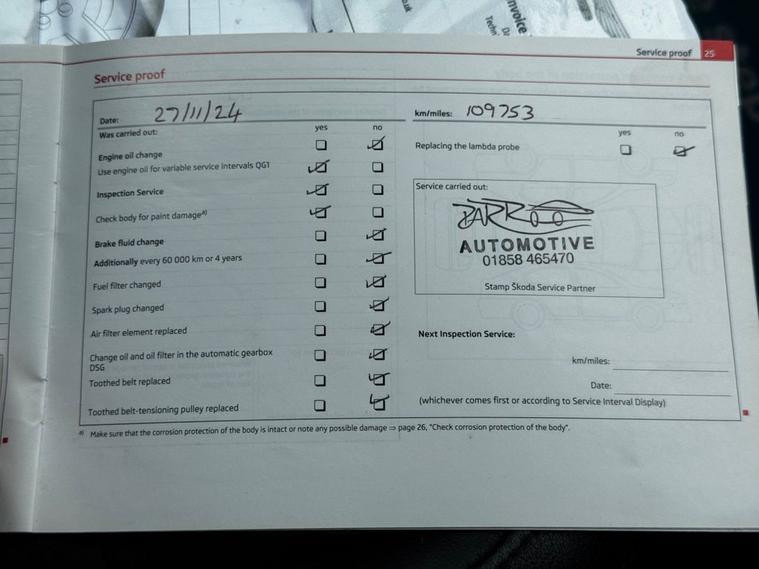 nvoice
Service proof 25
Service proof
Date: 27/11/24
km/miles: 109753
Was carried out:
yes no
yes no
Engine oil change
Replacing the lambda probe
Use engine oil for variable service intervals QG1
Inspection Service
Service carried out:
Check body for paint damage a)
Brake fluid change
AUTOMOTIVE
01858 465470
Additionally every 60 000 km or 4 years
Fuel filter changed
Stamp Škoda Service Partner
Spark plug changed
Air filter element replaced
Next Inspection Service:
Change oil and oil filter in the automatic gearbox
DSG
km/miles:
Toothed belt replaced
Date:
Toothed belt-tensioning pulley replaced
(whichever comes first or according to Service Interval Display)
a) Make sure that the corrosion protection of the body is intact or note any possible damage ⇒ page 26, "Check corrosion protection of the body".